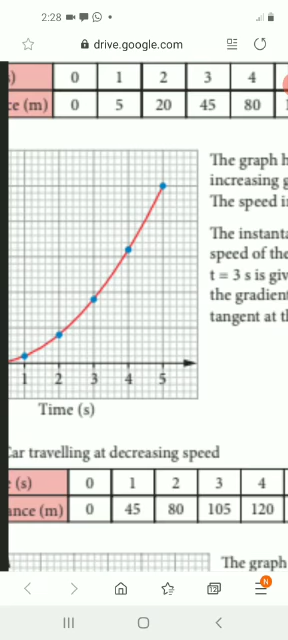 2:28
drive.google.com
s) 0 1 2 3 4
ce (m) 0 5 20 45 80
The graph h
increasing g
The speed i
The instanta
speed of the
t = 3 s is giv
the gradient
tangent at t
1 2 3 4 5
Time (s)
Car travelling at decreasing speed
e (s) 0 1 2 3 4
ance (m) 0 45 80 105 120
The graph
12
N